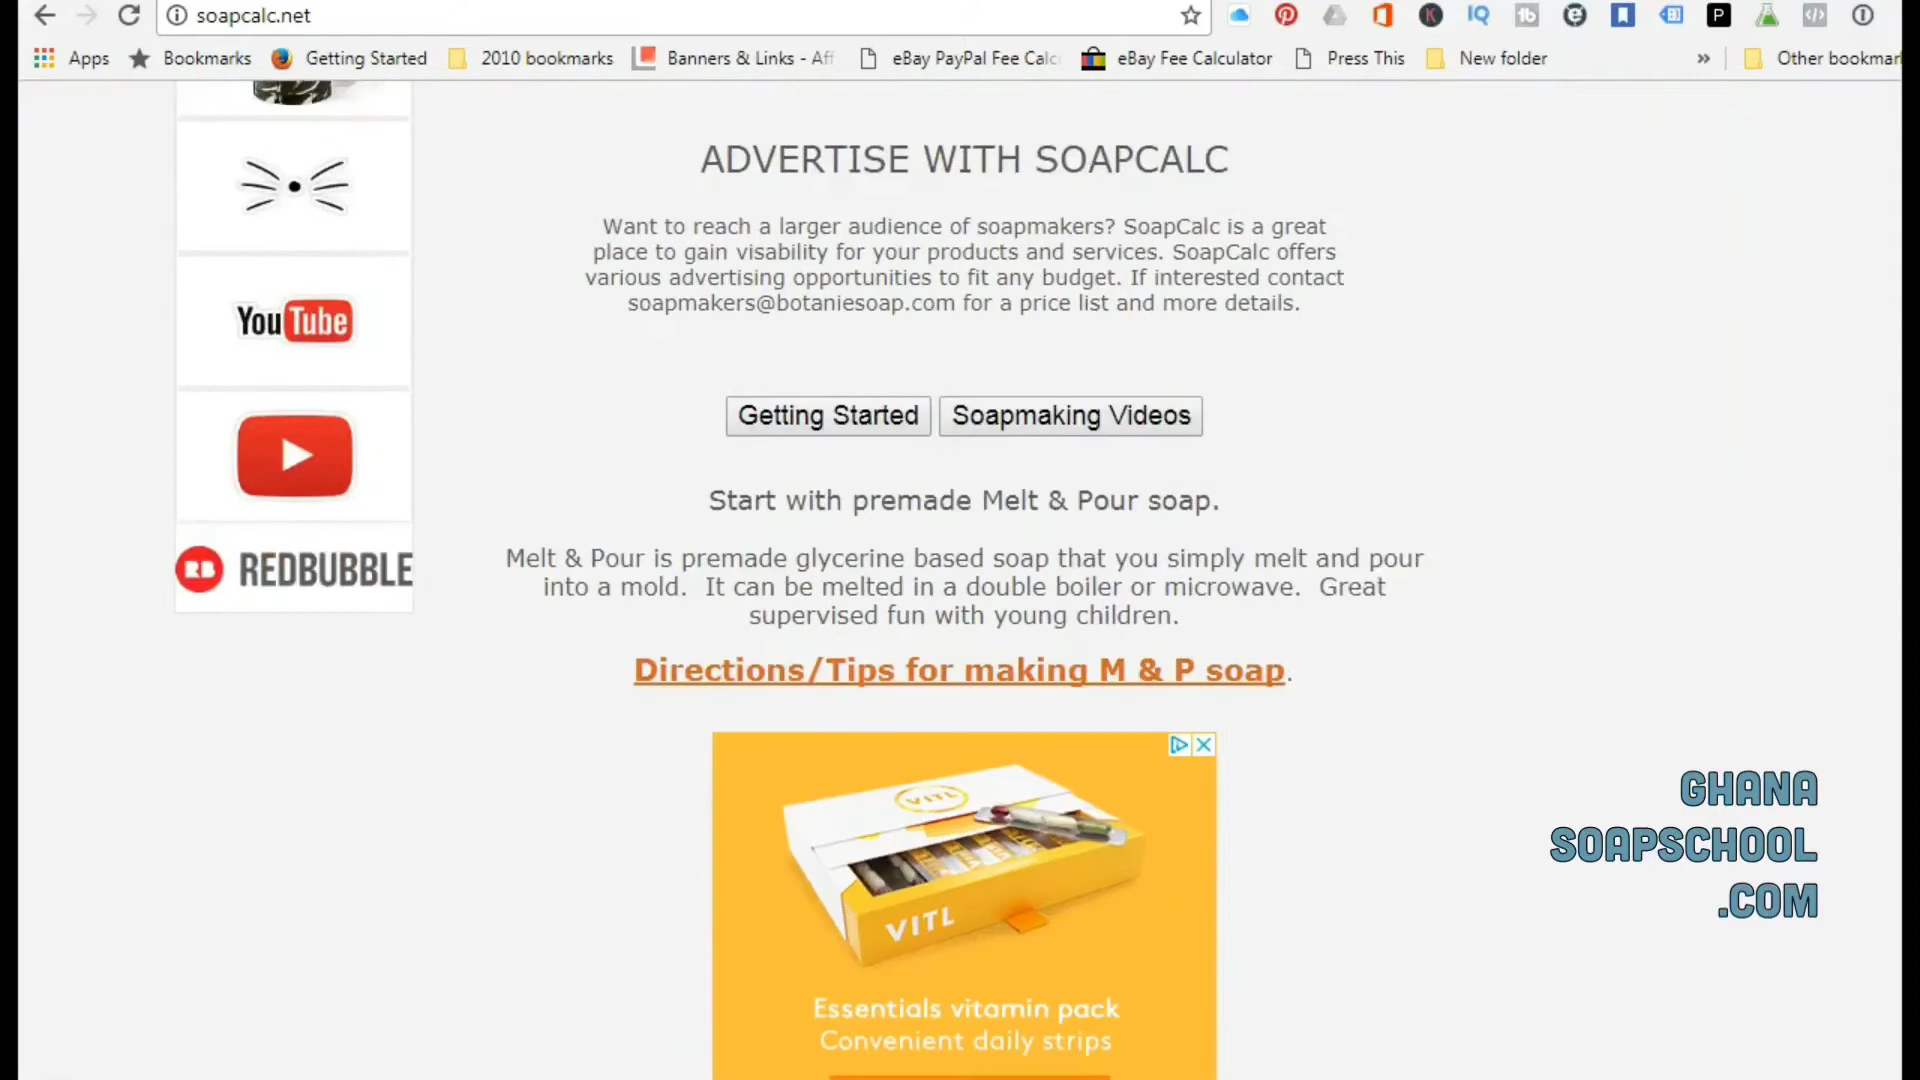 soapcalc.net
Apps
Bookmarks
Getting Started
2010 bookmarks
Banners & Links - Aff
eBay PayPal Fee Calc
eBay Fee Calculator
Press This
New folder
»
Other bookmar
ADVERTISE WITH SOAPCALC
Want to reach a larger audience of soapmakers? SoapCalc is a great
place to gain visability for your products and services. SoapCalc offers
various advertising opportunities to fit any budget. If interested contact
soapmakers@botaniesoap.com for a price list and more details.
YouTube
RB REDBUBBLE
Getting Started
Soapmaking Videos
Start with premade Melt & Pour soap.
Melt & Pour is premade glycerine based soap that you simply melt and pour
into a mold.  It can be melted in a double boiler or microwave.  Great
supervised fun with young children.
Directions/Tips for making M & P soap.
VITL
VITL
Essentials vitamin pack
Convenient daily strips
GHANA
SOAPSCHOOL
.COM